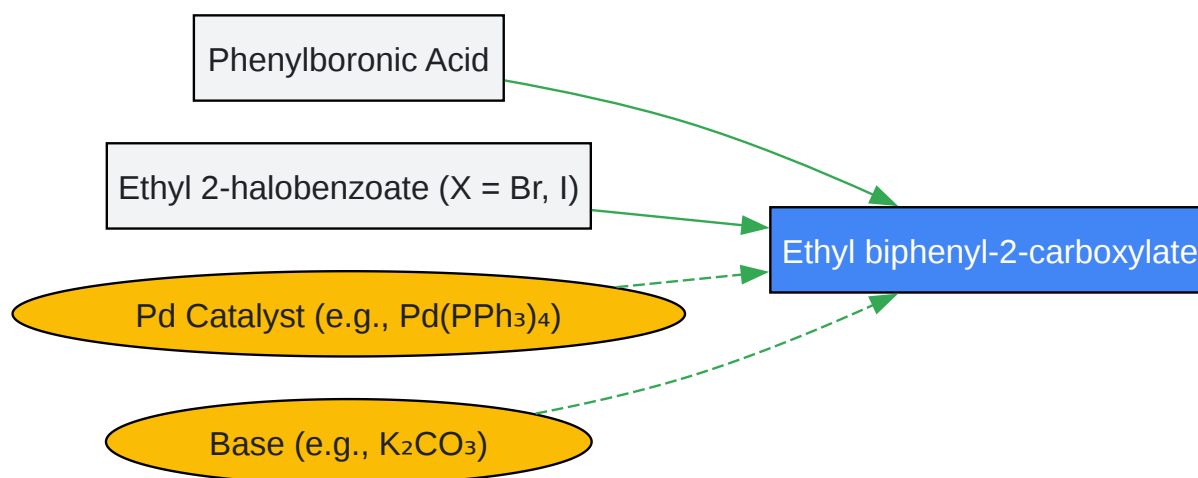 Phenylboronic Acid
Ethyl 2-halobenzoate (X = Br, I)
Ethyl biphenyl-2-carboxylate
Pd Catalyst (e.g., Pd(PPh₃)₄)
Base (e.g., K₂CO₃)